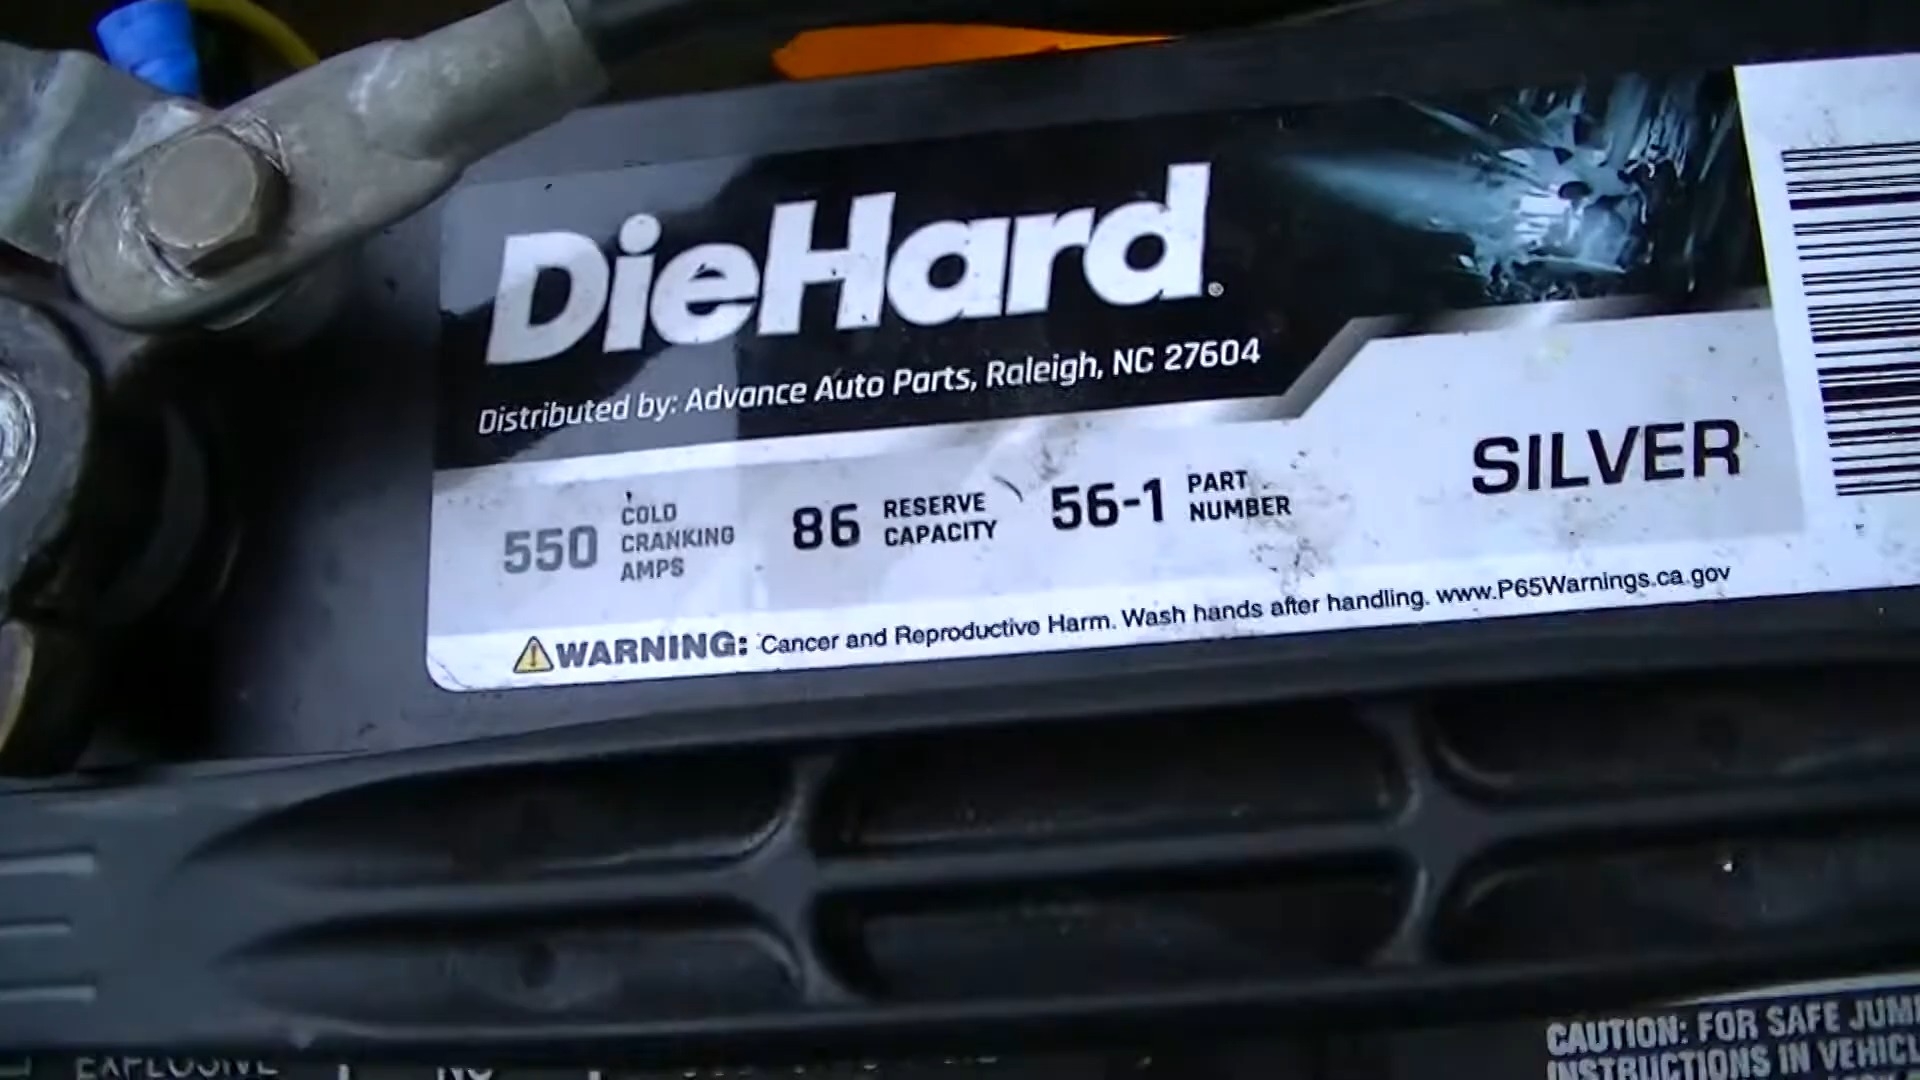 DieHard®
Distributed by: Advance Auto Parts, Raleigh, NC 27604
550 COLD CRANKING AMPS
86 RESERVE CAPACITY
56-1 PART NUMBER
SILVER
WARNING: Cancer and Reproductive Harm. Wash hands after handling. www.P65Warnings.ca.gov
CAUTION: FOR SAFE
INSTRUCTIONS IN
EXPLOSIVE